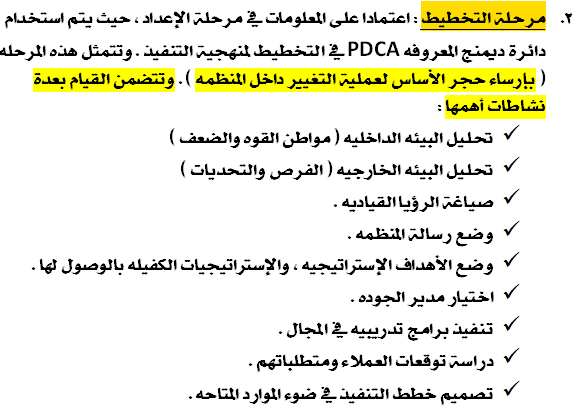 ٢. مرحلة التخطيط : اعتمادا على المعلومات في مرحلة الإعداد ، حيث يتم استخدام
دائرة ديمنج المعروفه PDCA في التخطيط لمنهجية التنفيذ . وتتمثل هذه المرحله
( بإرساء حجر الأساس لعملية التغيير داخل المنظمه ) . وتتضمن القيام بعدة
نشاطات أهمها :
✓ تحليل البيئه الداخليه ( مواطن القوه والضعف )
✓ تحليل البيئه الخارجيه ( الفرص والتحديات )
✓ صياغة الرؤيا القياديه .
✓ وضع رسالة المنظمه .
✓ وضع الأهداف الإستراتيجيه ، والإستراتيجيات الكفيله بالوصول لها .
✓ اختيار مدير الجوده .
✓ تنفيذ برامج تدريبيه في المجال .
✓ دراسة توقعات العملاء ومتطلباتهم .
✓ تصميم خطط التنفيذ في ضوء الموارد المتاحه .